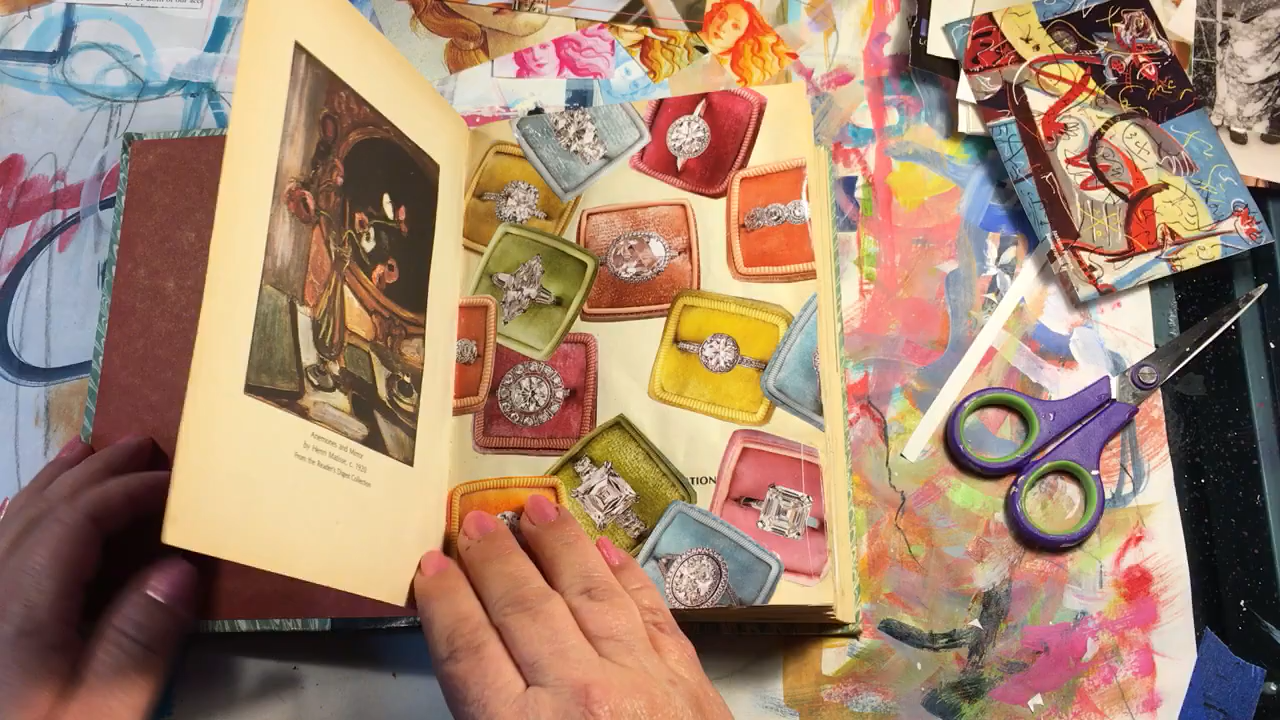 Anemones and Mirror
by Henri Matisse, c. 1920
From the Reader's Digest Collection
TION